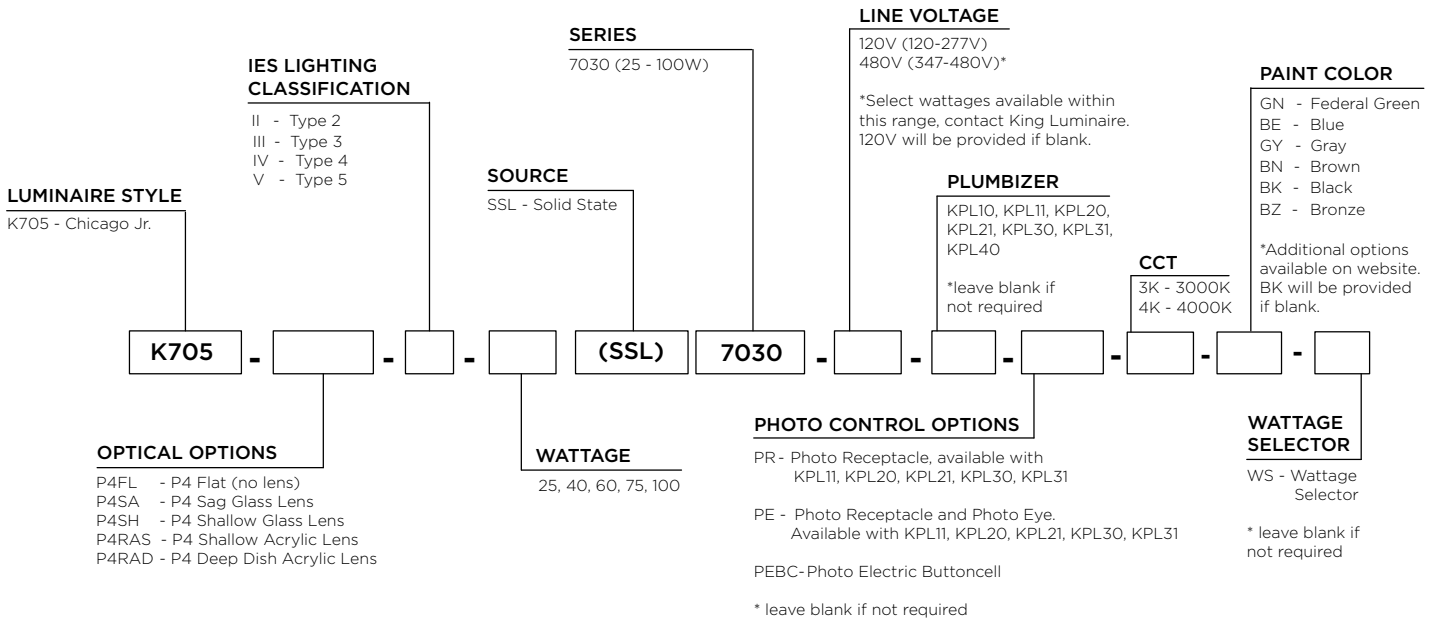 LINE VOLTAGE
120V (120-277V)
480V (347-480V)*
*Select wattages available within
this range, contact King Luminaire.
120V will be provided if blank.
SERIES
7030 (25 - 100W)
IES LIGHTING
CLASSIFICATION
II - Type 2
III - Type 3
IV - Type 4
V - Type 5
PAINT COLOR
GN - Federal Green
BE - Blue
GY - Gray
BN - Brown
BK - Black
BZ - Bronze
*Additional options
available on website.
BK will be provided
if blank.
SOURCE
SSL - Solid State
PLUMBIZER
KPL10, KPL11, KPL20,
KPL21, KPL30, KPL31,
KPL40
*leave blank if
not required
LUMINAIRE STYLE
K705 - Chicago Jr.
CCT
3K - 3000K
4K - 4000K
K705 - - - (SSL) 7030 - - - - - -
OPTICAL OPTIONS
P4FL - P4 Flat (no lens)
P4SA - P4 Sag Glass Lens
P4SH - P4 Shallow Glass Lens
P4RAS - P4 Shallow Acrylic Lens
P4RAD - P4 Deep Dish Acrylic Lens
WATTAGE
25, 40, 60, 75, 100
PHOTO CONTROL OPTIONS
PR - Photo Receptacle, available with
KPL11, KPL20, KPL21, KPL30, KPL31
PE - Photo Receptacle and Photo Eye.
Available with KPL11, KPL20, KPL21, KPL30, KPL31
PEBC-Photo Electric Buttoncell
* leave blank if not required
WATTAGE
SELECTOR
WS - Wattage
Selector
* leave blank if
not required